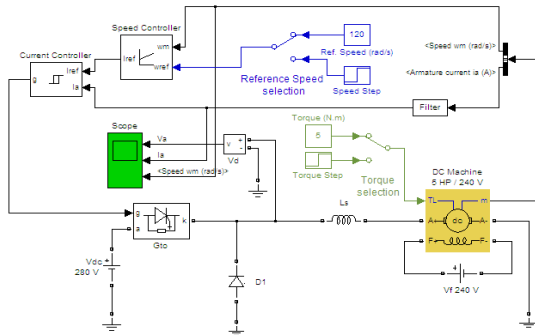 Speed Controller
wm
Iref
wref
Current Controller
Iref
g
Ia
120
Ref. Speed (rad/s)
Reference Speed
selection
Speed Step
<Speed wm (rad/s)>
<Armature current ia (A)>
Filter
Scope
Va
Ia
<Speed wm (rad/s)>
v
+
-
Vd
Torque (N.m)
5
Torque Step
Torque
selection
DC Machine
5 HP / 240 V
TL
m
A+
dc
A-
F+
F-
g
a
k
Gto
Ls
Vdc
+
280 V
D1
Vf 240 V